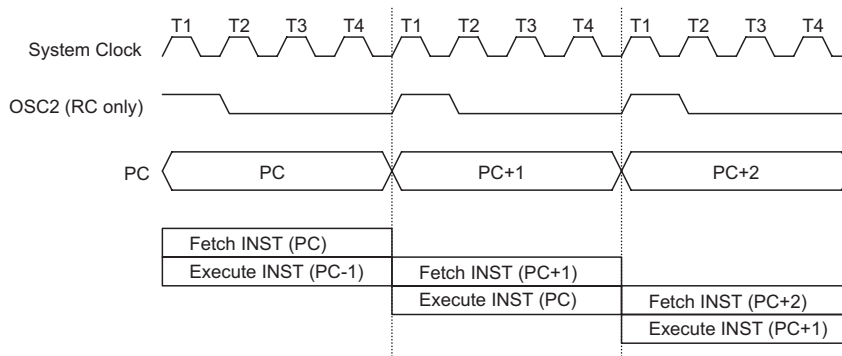 T1 T2 T3 T4 T1 T2 T3 T4 T1 T2 T3 T4
System Clock
OSC2 (RC only)
PC PC PC+1 PC+2
Fetch INST (PC)
Execute INST (PC-1) Fetch INST (PC+1)
Execute INST (PC) Fetch INST (PC+2)
Execute INST (PC+1)